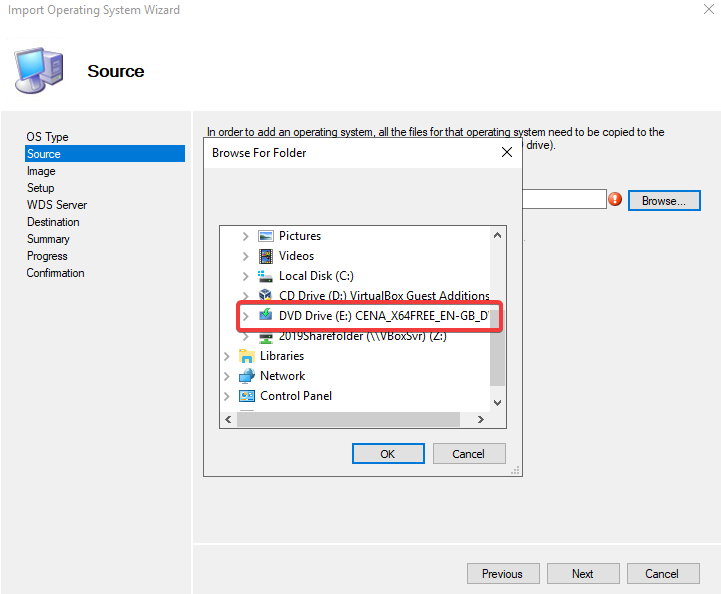 Import Operating System Wizard
Source
OS Type
Source
Image
Setup
WDS Server
Destination
Summary
Progress
Confirmation
In order to add an operating system, all the files for that operating system need to be copied to the
drive).
Browse For Folder
Browse...
Pictures
Videos
Local Disk (C:)
CD Drive (D:) VirtualBox Guest Additions
DVD Drive (E:) CENA_X64FREE_EN-GB_D
2019Sharefolder (\\VBoxSvr) (Z:)
Libraries
Network
Control Panel
OK
Cancel
Previous
Next
Cancel